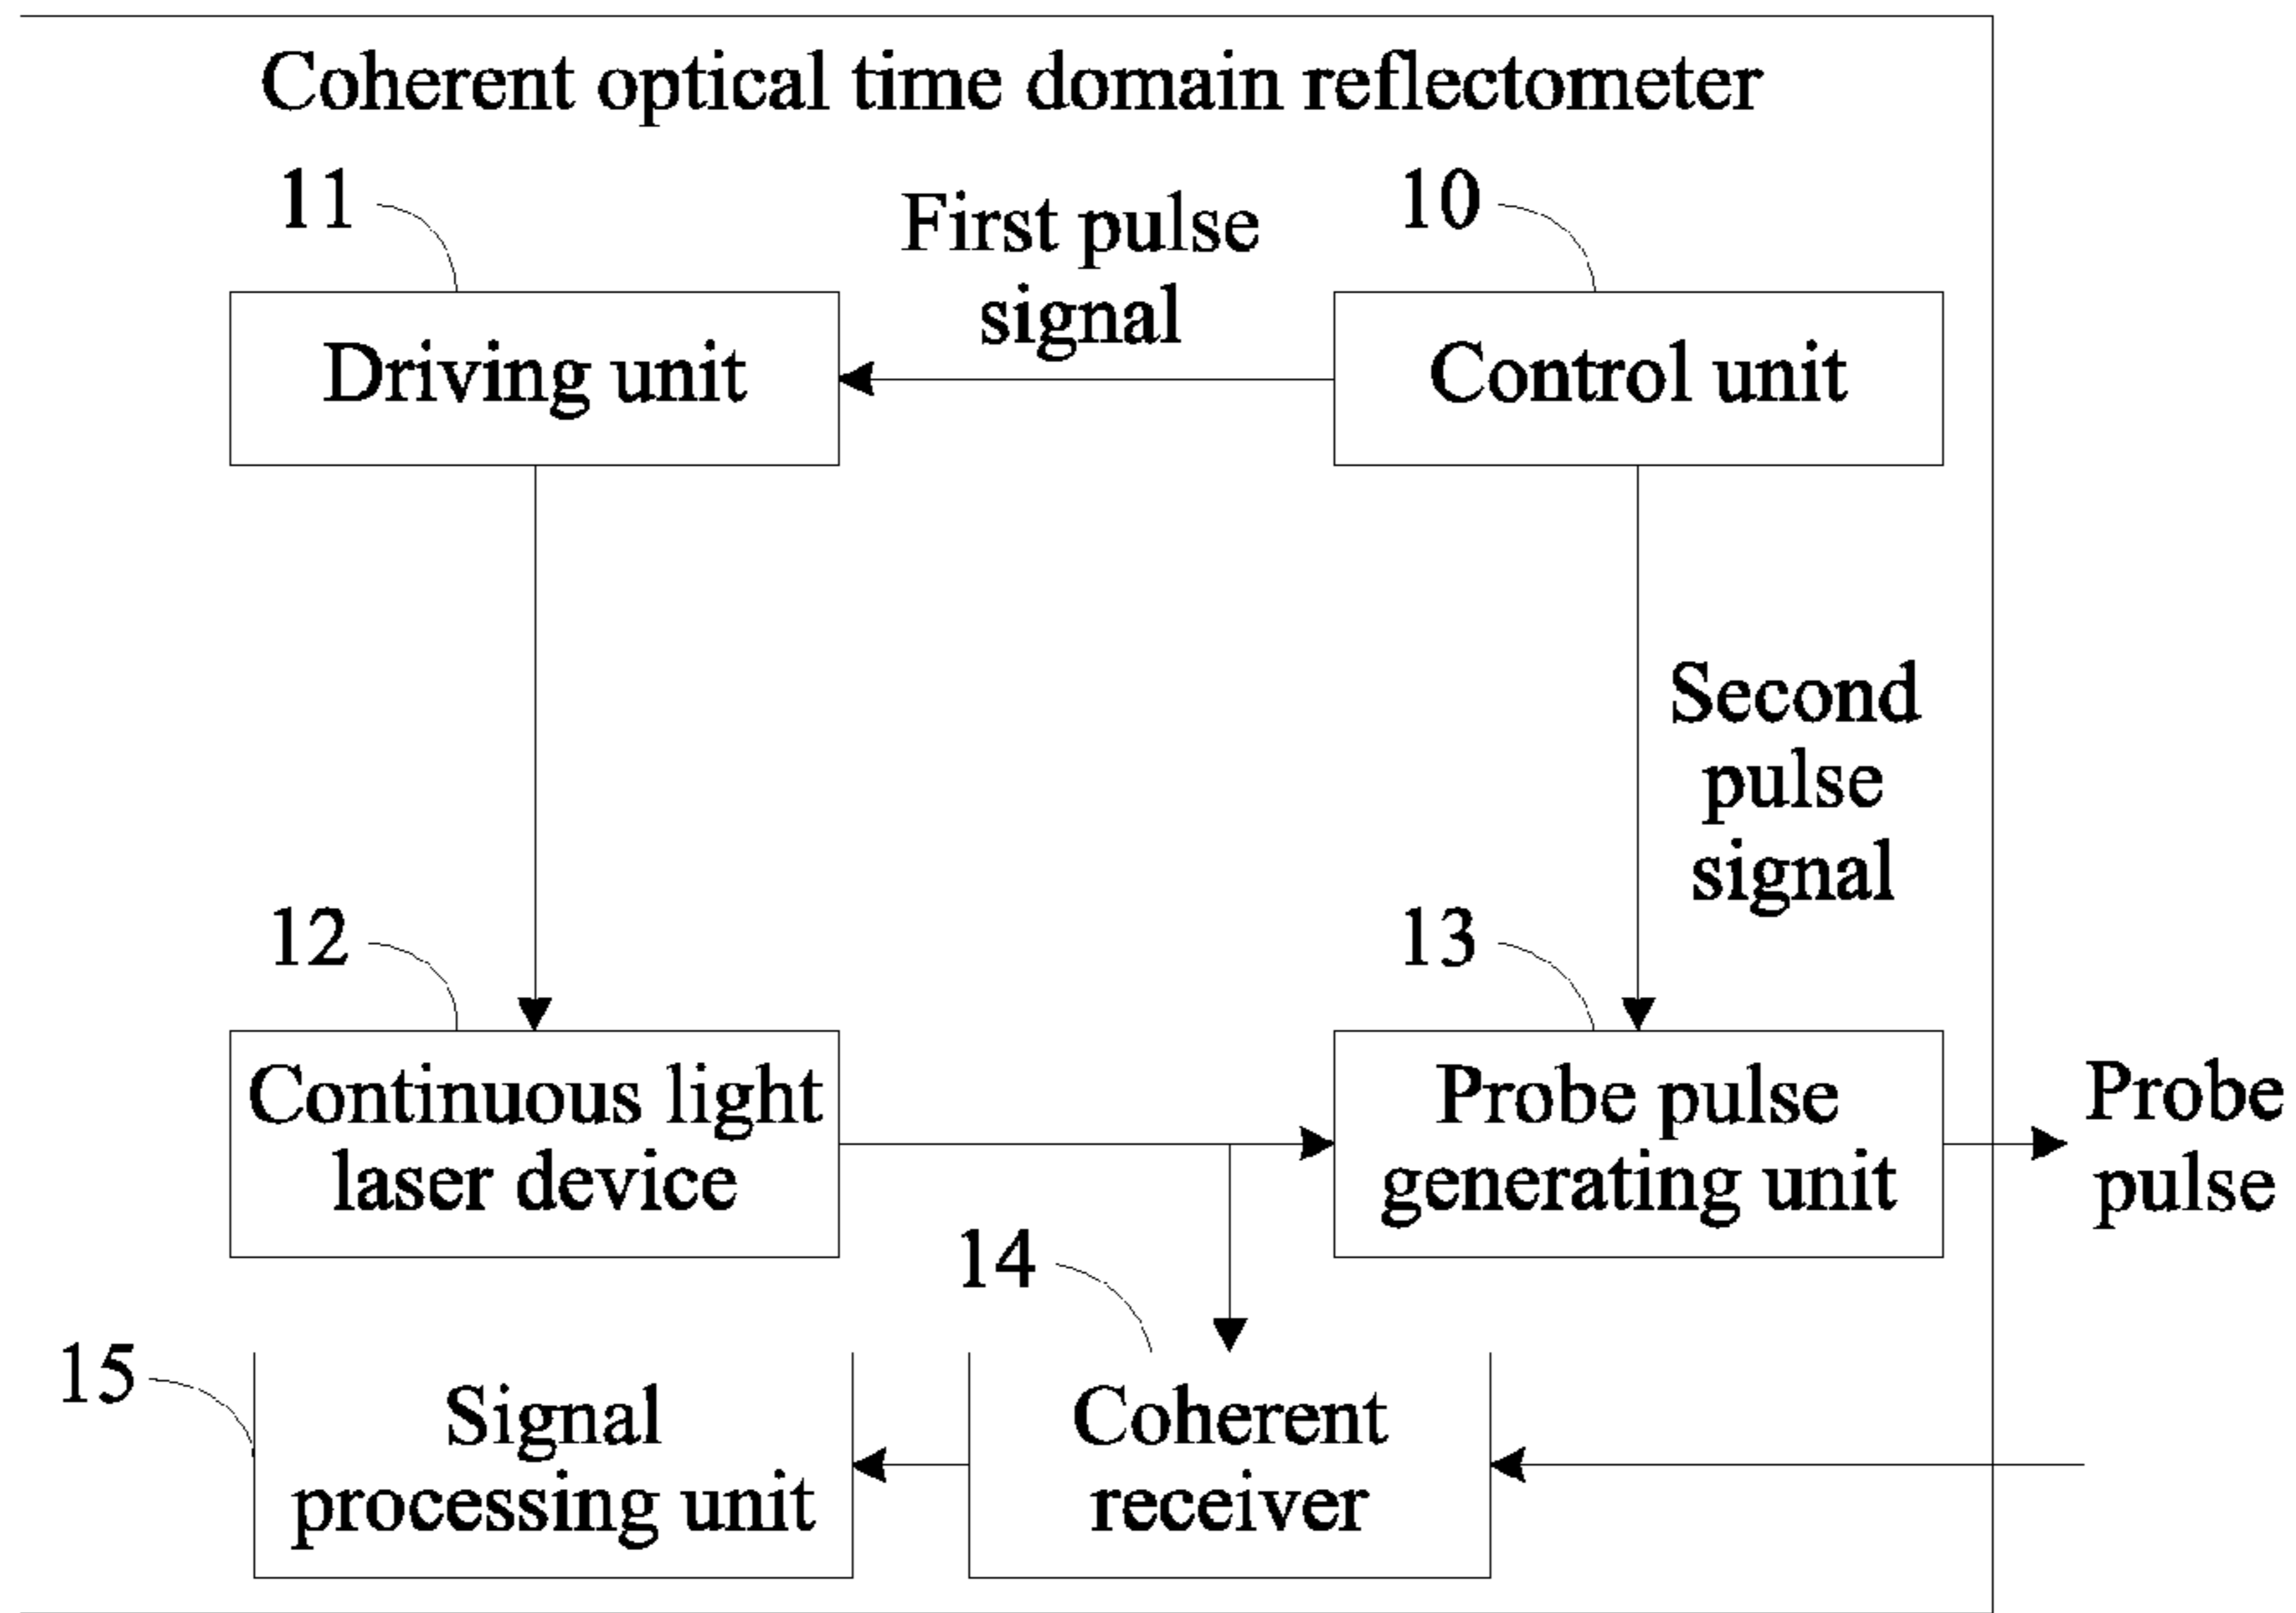 Coherent optical time domain reflectometer
11
First pulse
signal
10
Driving unit
Control unit
Second
pulse
signal
12
13
Continuous light
laser device
Probe pulse
generating unit
Probe
pulse
14
15
Signal
processing unit
Coherent
receiver